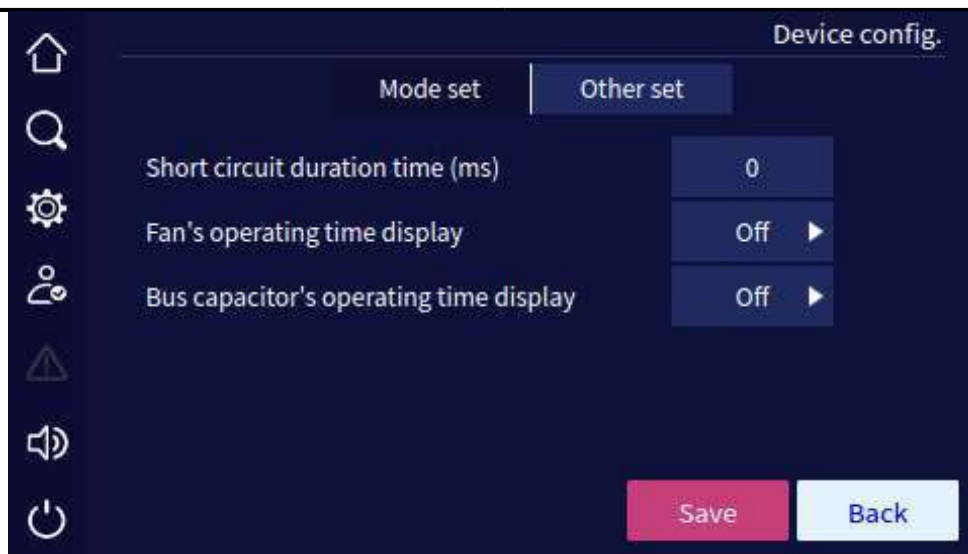 Device config.
Mode set Other set
Short circuit duration time (ms) 0
Fan's operating time display Off
Bus capacitor's operating time display Off
Save Back